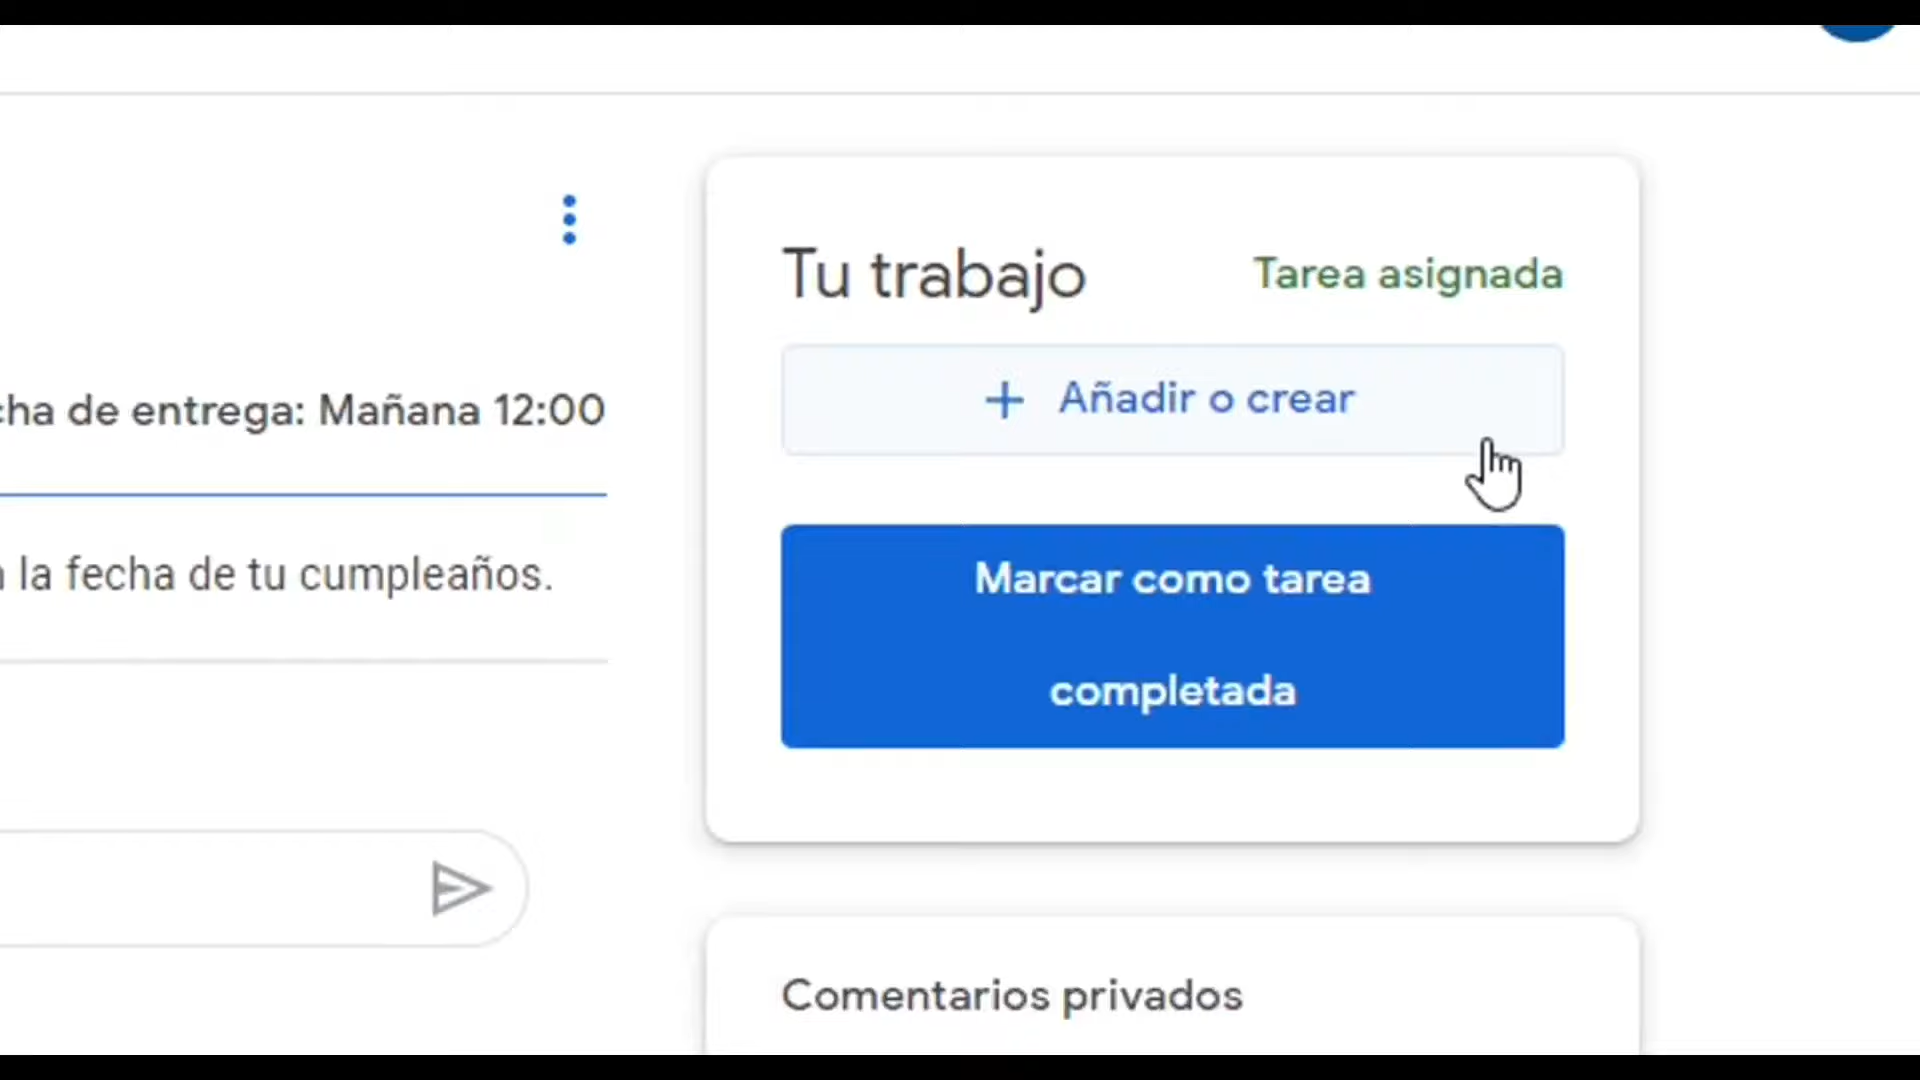 Tu trabajo
Tarea asignada
+ Añadir o crear
de entrega: Mañana 12:00
Marcar como tarea
completada
la fecha de tu cumpleaños.
Comentarios privados